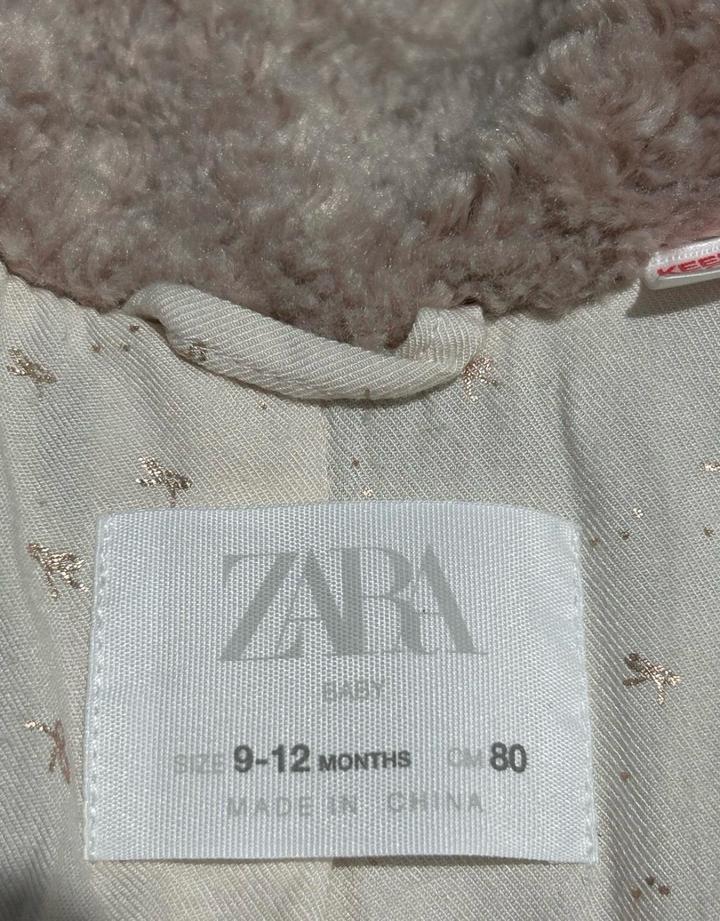 ZARA
BABY
SIZE 9-12 MONTHS CM 80
MADE IN CHINA